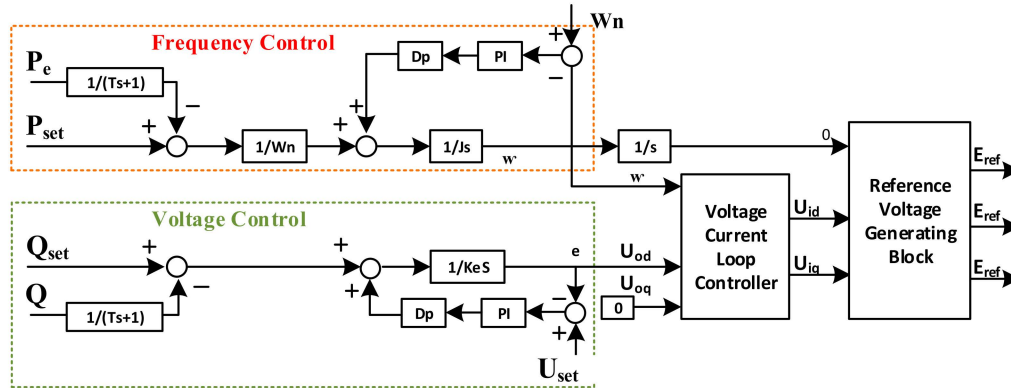 Wn
Frequency Control
+
Dp
PI
−
Pe
1/(Ts+1)
−
Pset
+
1/Wn
+
+
1/Js
w
1/s
0
w
Voltage Control
Qset
+
−
Q
1/(Ts+1)
+
+
1/KeS
e
Dp
PI
−
+
Uset
Uod
Uoq
0
Voltage
Current
Loop
Controller
Uid
Uiq
Reference
Voltage
Generating
Block
Eref
Eref
Eref